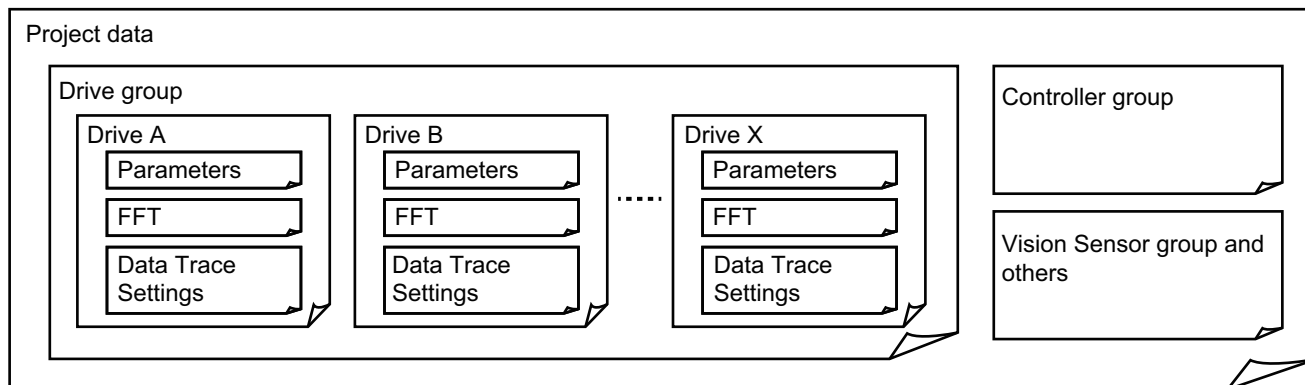 Project data
Drive group
Drive A
Parameters
FFT
Data Trace
Settings
Drive B
Parameters
FFT
Data Trace
Settings
Drive X
Parameters
FFT
Data Trace
Settings
Controller group
Vision Sensor group and
others